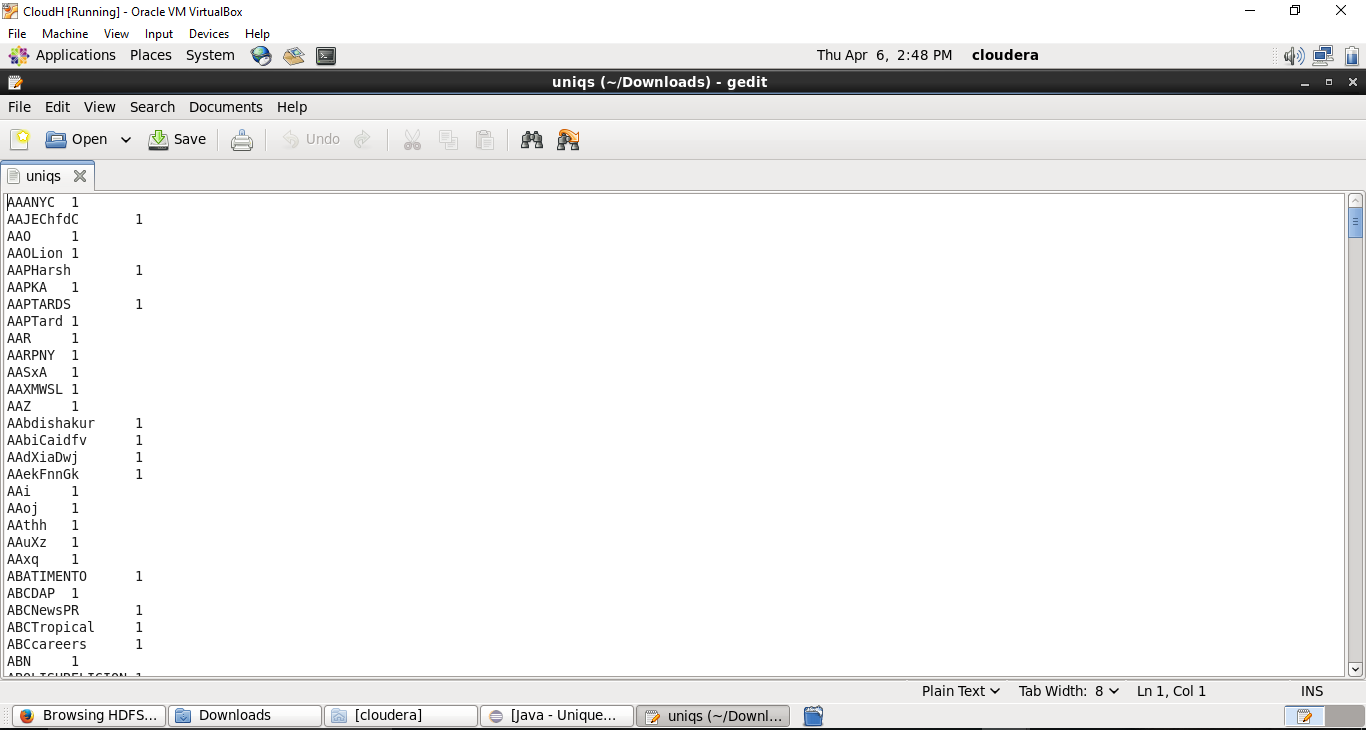 CloudH [Running] - Oracle VM VirtualBox
File Machine View Input Devices Help
Applications Places System Thu Apr 6, 2:48 PM cloudera
uniqs (~/Downloads) - gedit
File Edit View Search Documents Help
Open Save Undo
uniqs
AAANYC 1
AAJEChfdC 1
AAO 1
AAOLion 1
AAPHarsh 1
AAPKA 1
AAPTARDS 1
AAPTard 1
AAR 1
AARPNY 1
AASxA 1
AAXMWSL 1
AAZ 1
AAbdishakur 1
AAbiCaidfv 1
AAdXiaDwj 1
AAekFnnGk 1
AAi 1
AAoj 1
AAthh 1
AAuXz 1
AAxq 1
ABATIMENTO 1
ABCDAP 1
ABCNewsPR 1
ABCTropical 1
ABCcareers 1
ABN 1
ABOLISHRELIGION 1
Plain Text Tab Width: 8 Ln 1, Col 1 INS
Browsing HDFS... Downloads [cloudera] [Java - Unique... uniqs (~/Downl...